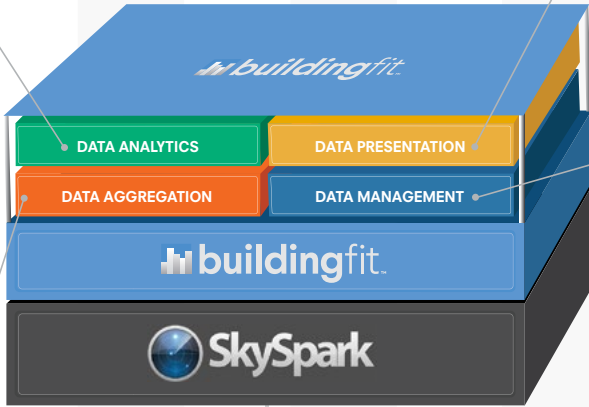 buildingfit
DATA ANALYTICS
DATA PRESENTATION
DATA AGGREGATION
DATA MANAGEMENT
buildingfit
SkySpark